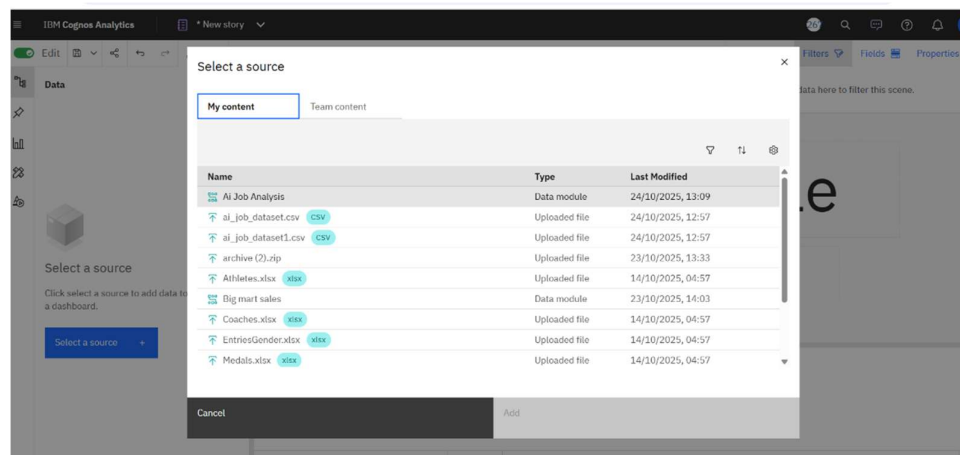 IBM Cognos Analytics
* New story
26
Edit
Filters
Fields
Properties
Data
Select a source
My content
Team content
data here to filter this scene.
Name Type Last Modified
Ai Job Analysis Data module 24/10/2025, 13:09
ai_job_dataset.csv CSV Uploaded file 24/10/2025, 12:57
ai_job_dataset1.csv CSV Uploaded file 24/10/2025, 12:57
archive (2).zip Uploaded file 23/10/2025, 13:33
Athletes.xlsx xlsx Uploaded file 14/10/2025, 04:57
Big mart sales Data module 23/10/2025, 14:03
Coaches.xlsx xlsx Uploaded file 14/10/2025, 04:57
EntriesGender.xlsx xlsx Uploaded file 14/10/2025, 04:57
Medals.xlsx xlsx Uploaded file 14/10/2025, 04:57
Select a source
Click select a source to add data to
a dashboard.
Select a source +
.e
Cancel
Add